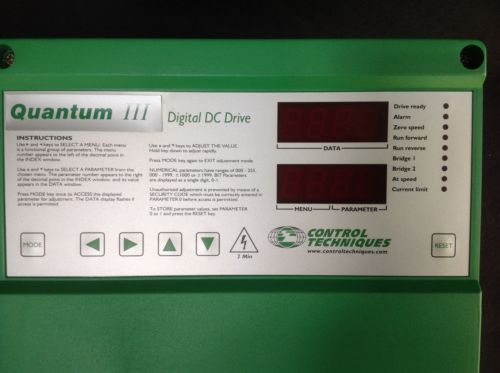 Quantum III
Digital DC Drive
INSTRUCTIONS
Use ◄ and ► keys to SELECT A MENU. Each menu
is a functional group of parameters. The menu
number appears to the left of the decimal point in
the INDEX window.
Use ▲ and ▼ keys to SELECT A PARAMETER from the
chosen menu. The parameter number appears to the right
of the decimal point in the INDEX window, and its value
appears in the DATA window.
Press MODE key once to ACCESS the displayed
parameter for adjustment. The DATA display flashes if
access is permitted
Use ▲ and ▼ keys to ADJUST THE VALUE.
Hold key down to adjust rapidly.
Press MODE key again to EXIT adjustment mode.
NUMERICAL parameters have ranges of 000 - 255,
000 - 1999, ±1000 or ± 1999. BIT Parameters
are displayed as a single digit, 0-1.
Unauthorised adjustment is prevented by means of a
SECURITY CODE which must be correctly entered in
PARAMETER 0 before access is permitted
To STORE parameter values, set PARAMETER
0 to 1 and press the RESET key.
DATA
MENU
PARAMETER
Drive ready
Alarm
Zero speed
Run forward
Run reverse
Bridge 1
Bridge 2
At speed
Current limit
MODE
2 Min
CONTROL
TECHNIQUES
www.controltechniques.com
RESET